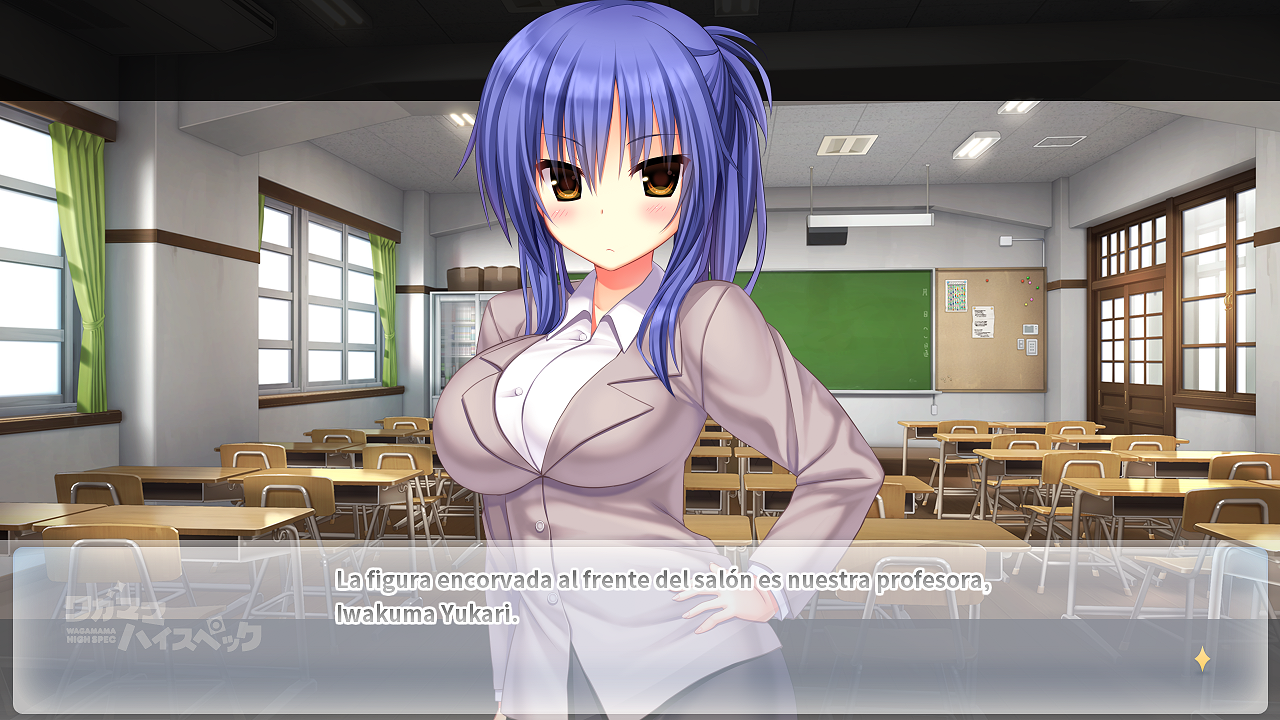 La figura encorvada al frente del salón es nuestra profesora,
Iwakuma Yukari.
ワガママ
WAGAMAMA
HIGH SPEC
ハイスペック